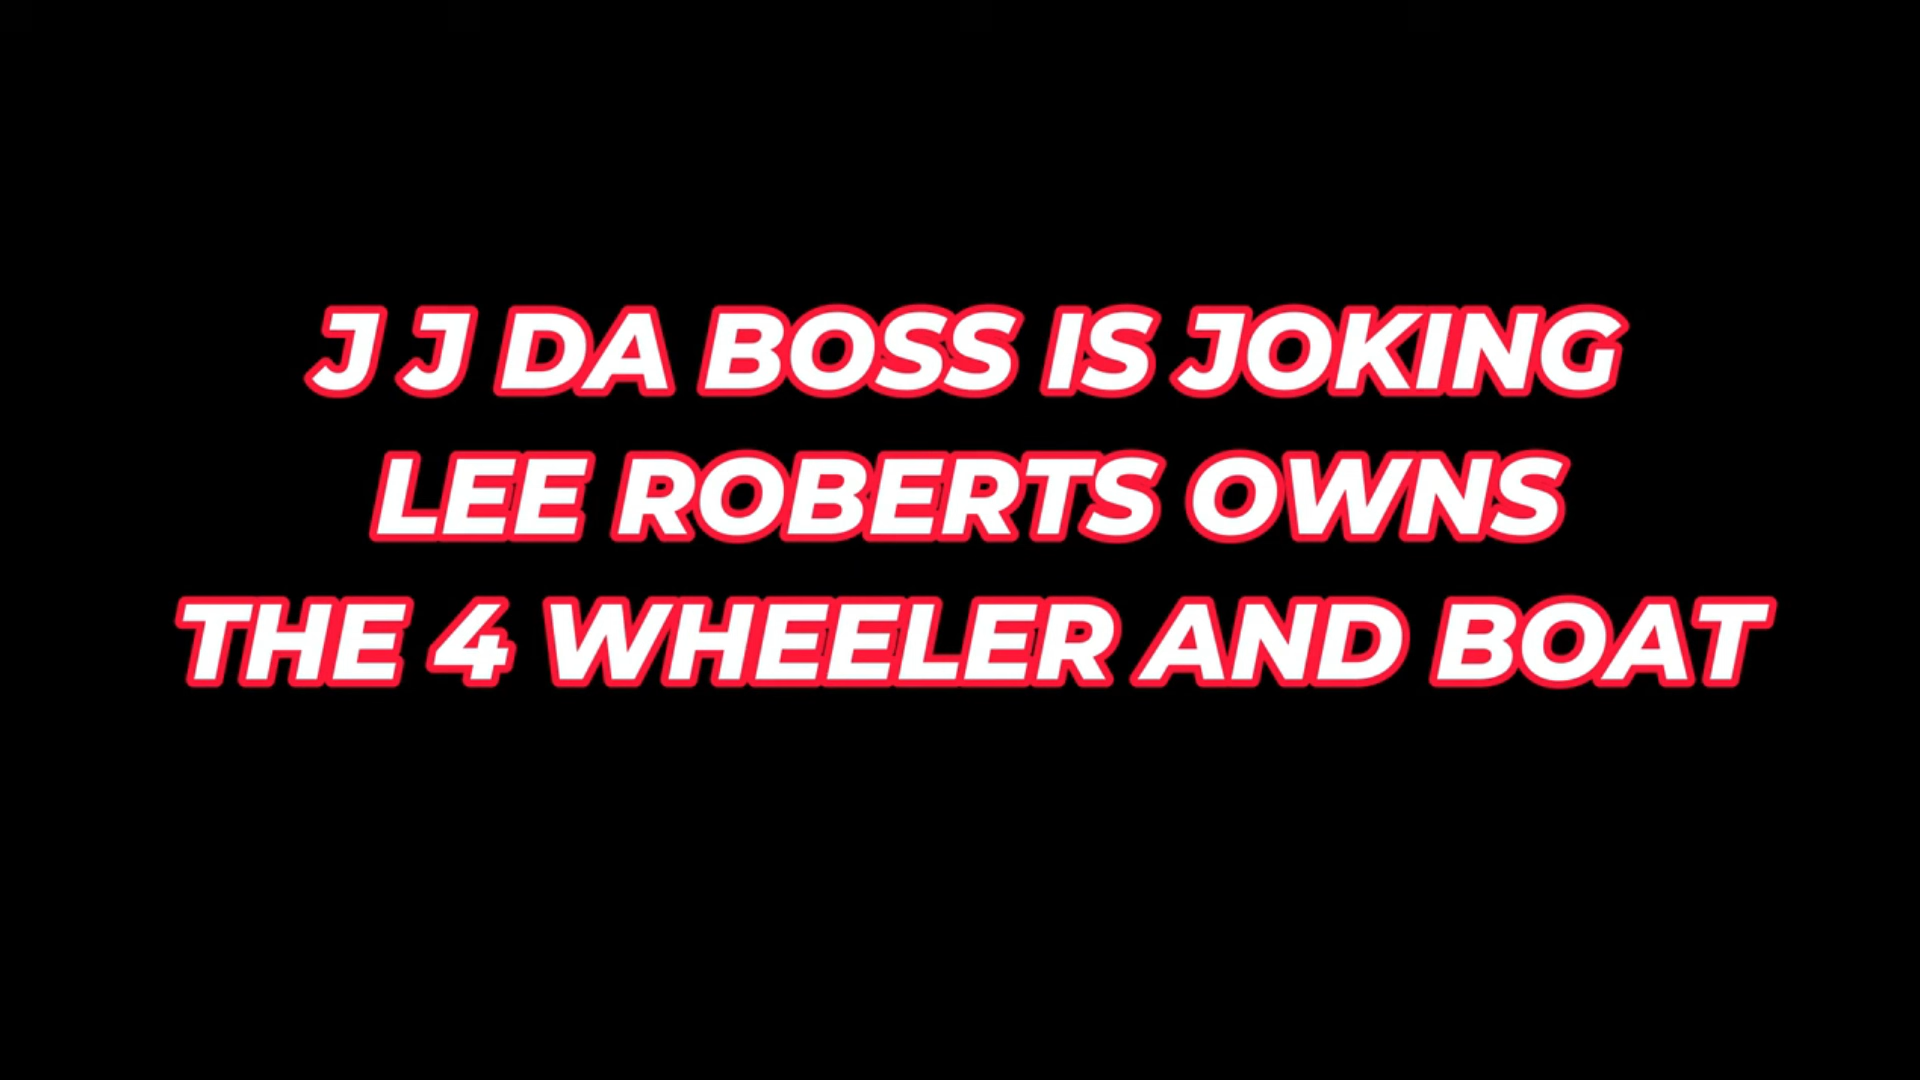 J J DA BOSS IS JOKING
LEE ROBERTS OWNS
THE 4 WHEELER AND BOAT